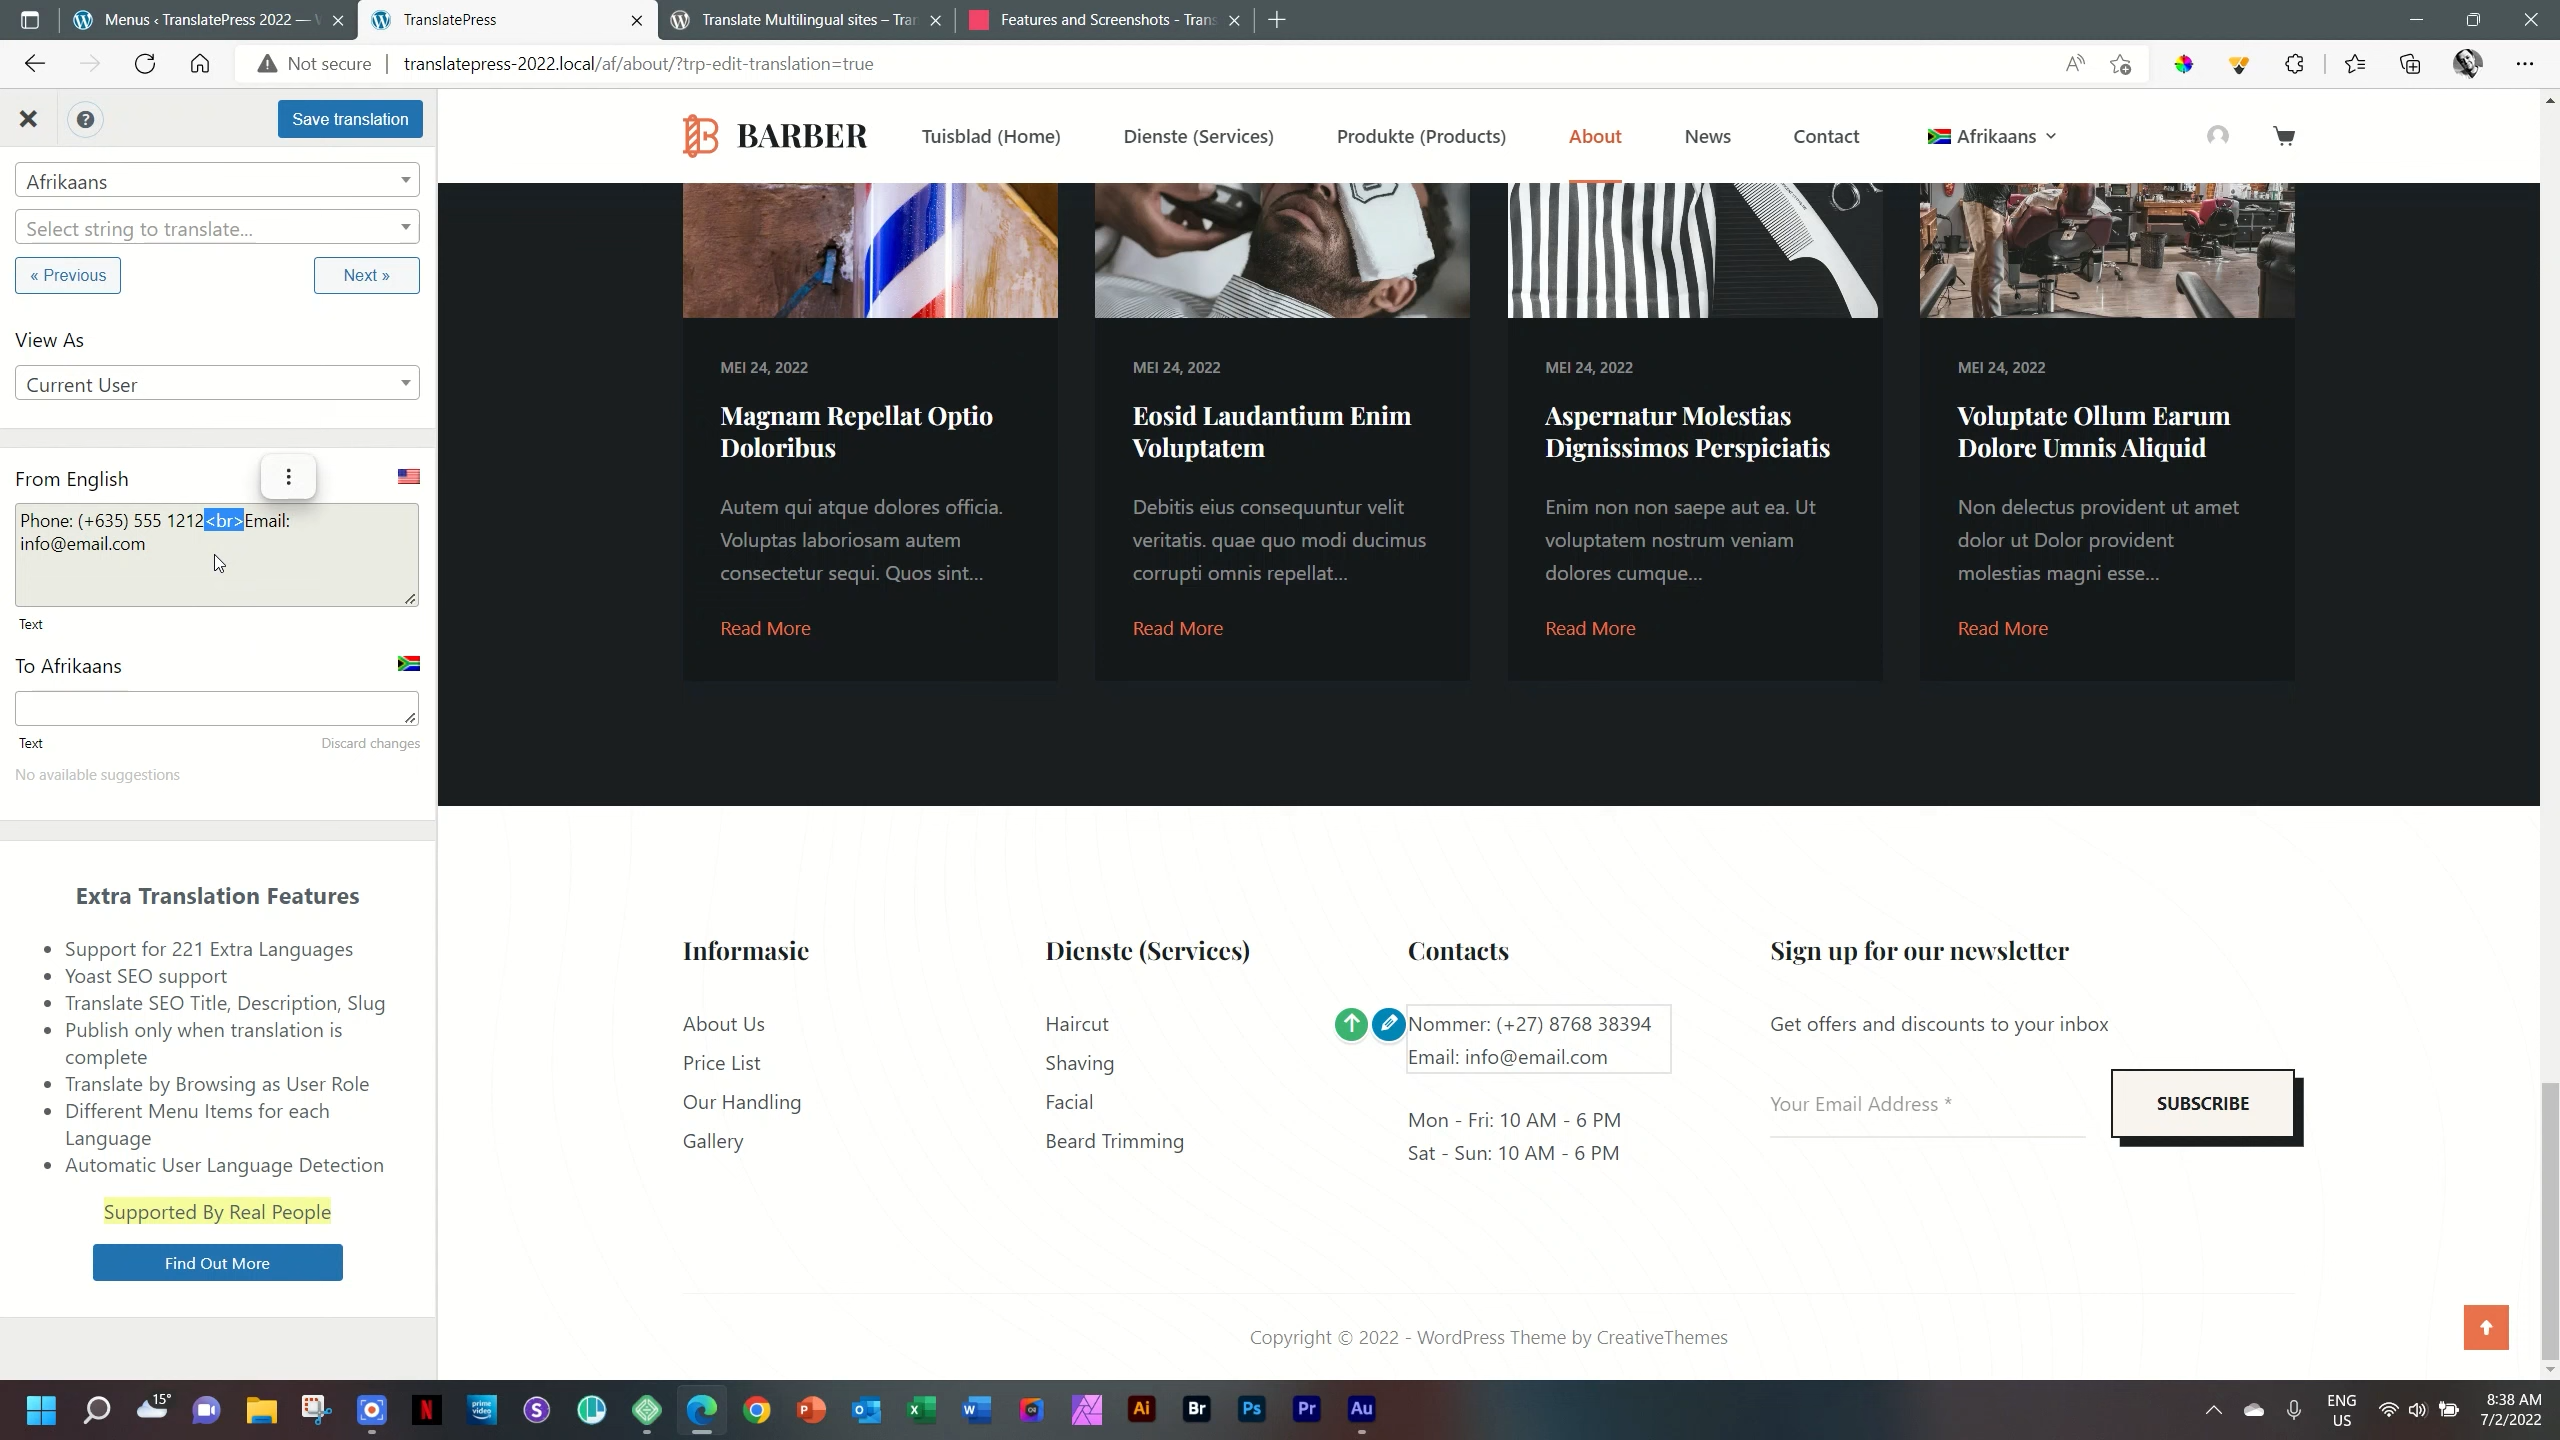 Menus ‹ TranslatePress 2022 —
TranslatePress
Translate Multilingual sites – Tran
Features and Screenshots - Trans
Not secure
translatepress-2022.local/af/about/?trp-edit-translation=true
Save translation
Afrikaans
Select string to translate...
« Previous
Next »
View As
Current User
From English
Phone: (+635) 555 1212<br>Email:
info@email.com
Text
To Afrikaans
Text
Discard changes
No available suggestions
Extra Translation Features
Support for 221 Extra Languages
Yoast SEO support
Translate SEO Title, Description, Slug
Publish only when translation is
complete
Translate by Browsing as User Role
Different Menu Items for each
Language
Automatic User Language Detection
Supported By Real People
Find Out More
BARBER
Tuisblad (Home)
Dienste (Services)
Produkte (Products)
About
News
Contact
Afrikaans
MEI 24, 2022
Magnam Repellat Optio
Doloribus
Autem qui atque dolores officia.
Voluptas laboriosam autem
consectetur sequi. Quos sint...
Read More
MEI 24, 2022
Eosid Laudantium Enim
Voluptatem
Debitis eius consequuntur velit
veritatis. quae quo modi ducimus
corrupti omnis repellat...
Read More
MEI 24, 2022
Aspernatur Molestias
Dignissimos Perspiciatis
Enim non non saepe aut ea. Ut
voluptatem nostrum veniam
dolores cumque...
Read More
MEI 24, 2022
Voluptate Ollum Earum
Dolore Umnis Aliquid
Non delectus provident ut amet
dolor ut Dolor provident
molestias magni esse...
Read More
Informasie
About Us
Price List
Our Handling
Gallery
Dienste (Services)
Haircut
Shaving
Facial
Beard Trimming
Contacts
Nommer: (+27) 8768 38394
Email: info@email.com
Mon - Fri: 10 AM - 6 PM
Sat - Sun: 10 AM - 6 PM
Sign up for our newsletter
Get offers and discounts to your inbox
Your Email Address *
SUBSCRIBE
Copyright © 2022 - WordPress Theme by CreativeThemes
15°
prime video
Ai
Br
Ps
Pr
Au
ENG
US
8:38 AM
7/2/2022